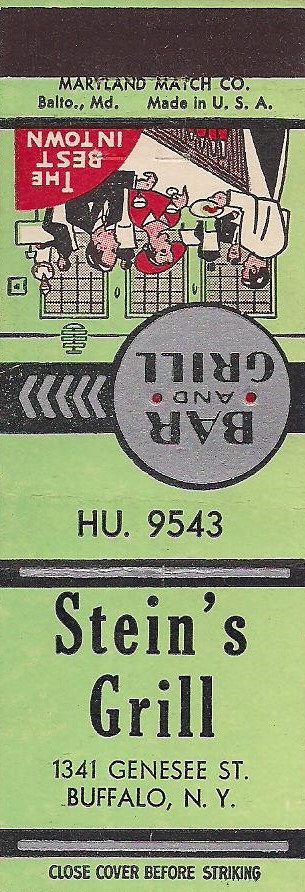 MARYLAND MATCH CO.
Balto., Md. Made in U. S. A.
THE
BEST
IN TOWN
BAR
AND
GRILL
HU. 9543
Stein's
Grill
1341 GENESEE ST.
BUFFALO, N. Y.
CLOSE COVER BEFORE STRIKING